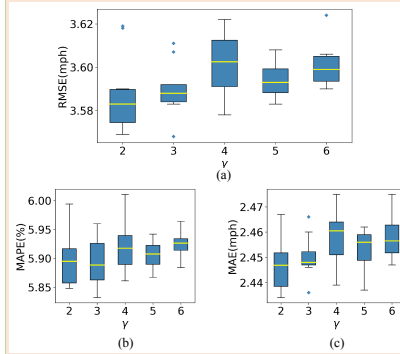 RMSE(mph)
3.62
3.60
3.58
2 3 4 5 6
γ
(a)
MAPE(%)
6.00
5.95
5.90
5.85
2 3 4 5 6
γ
(b)
MAE(mph)
2.47
2.46
2.45
2.44
2 3 4 5 6
γ
(c)